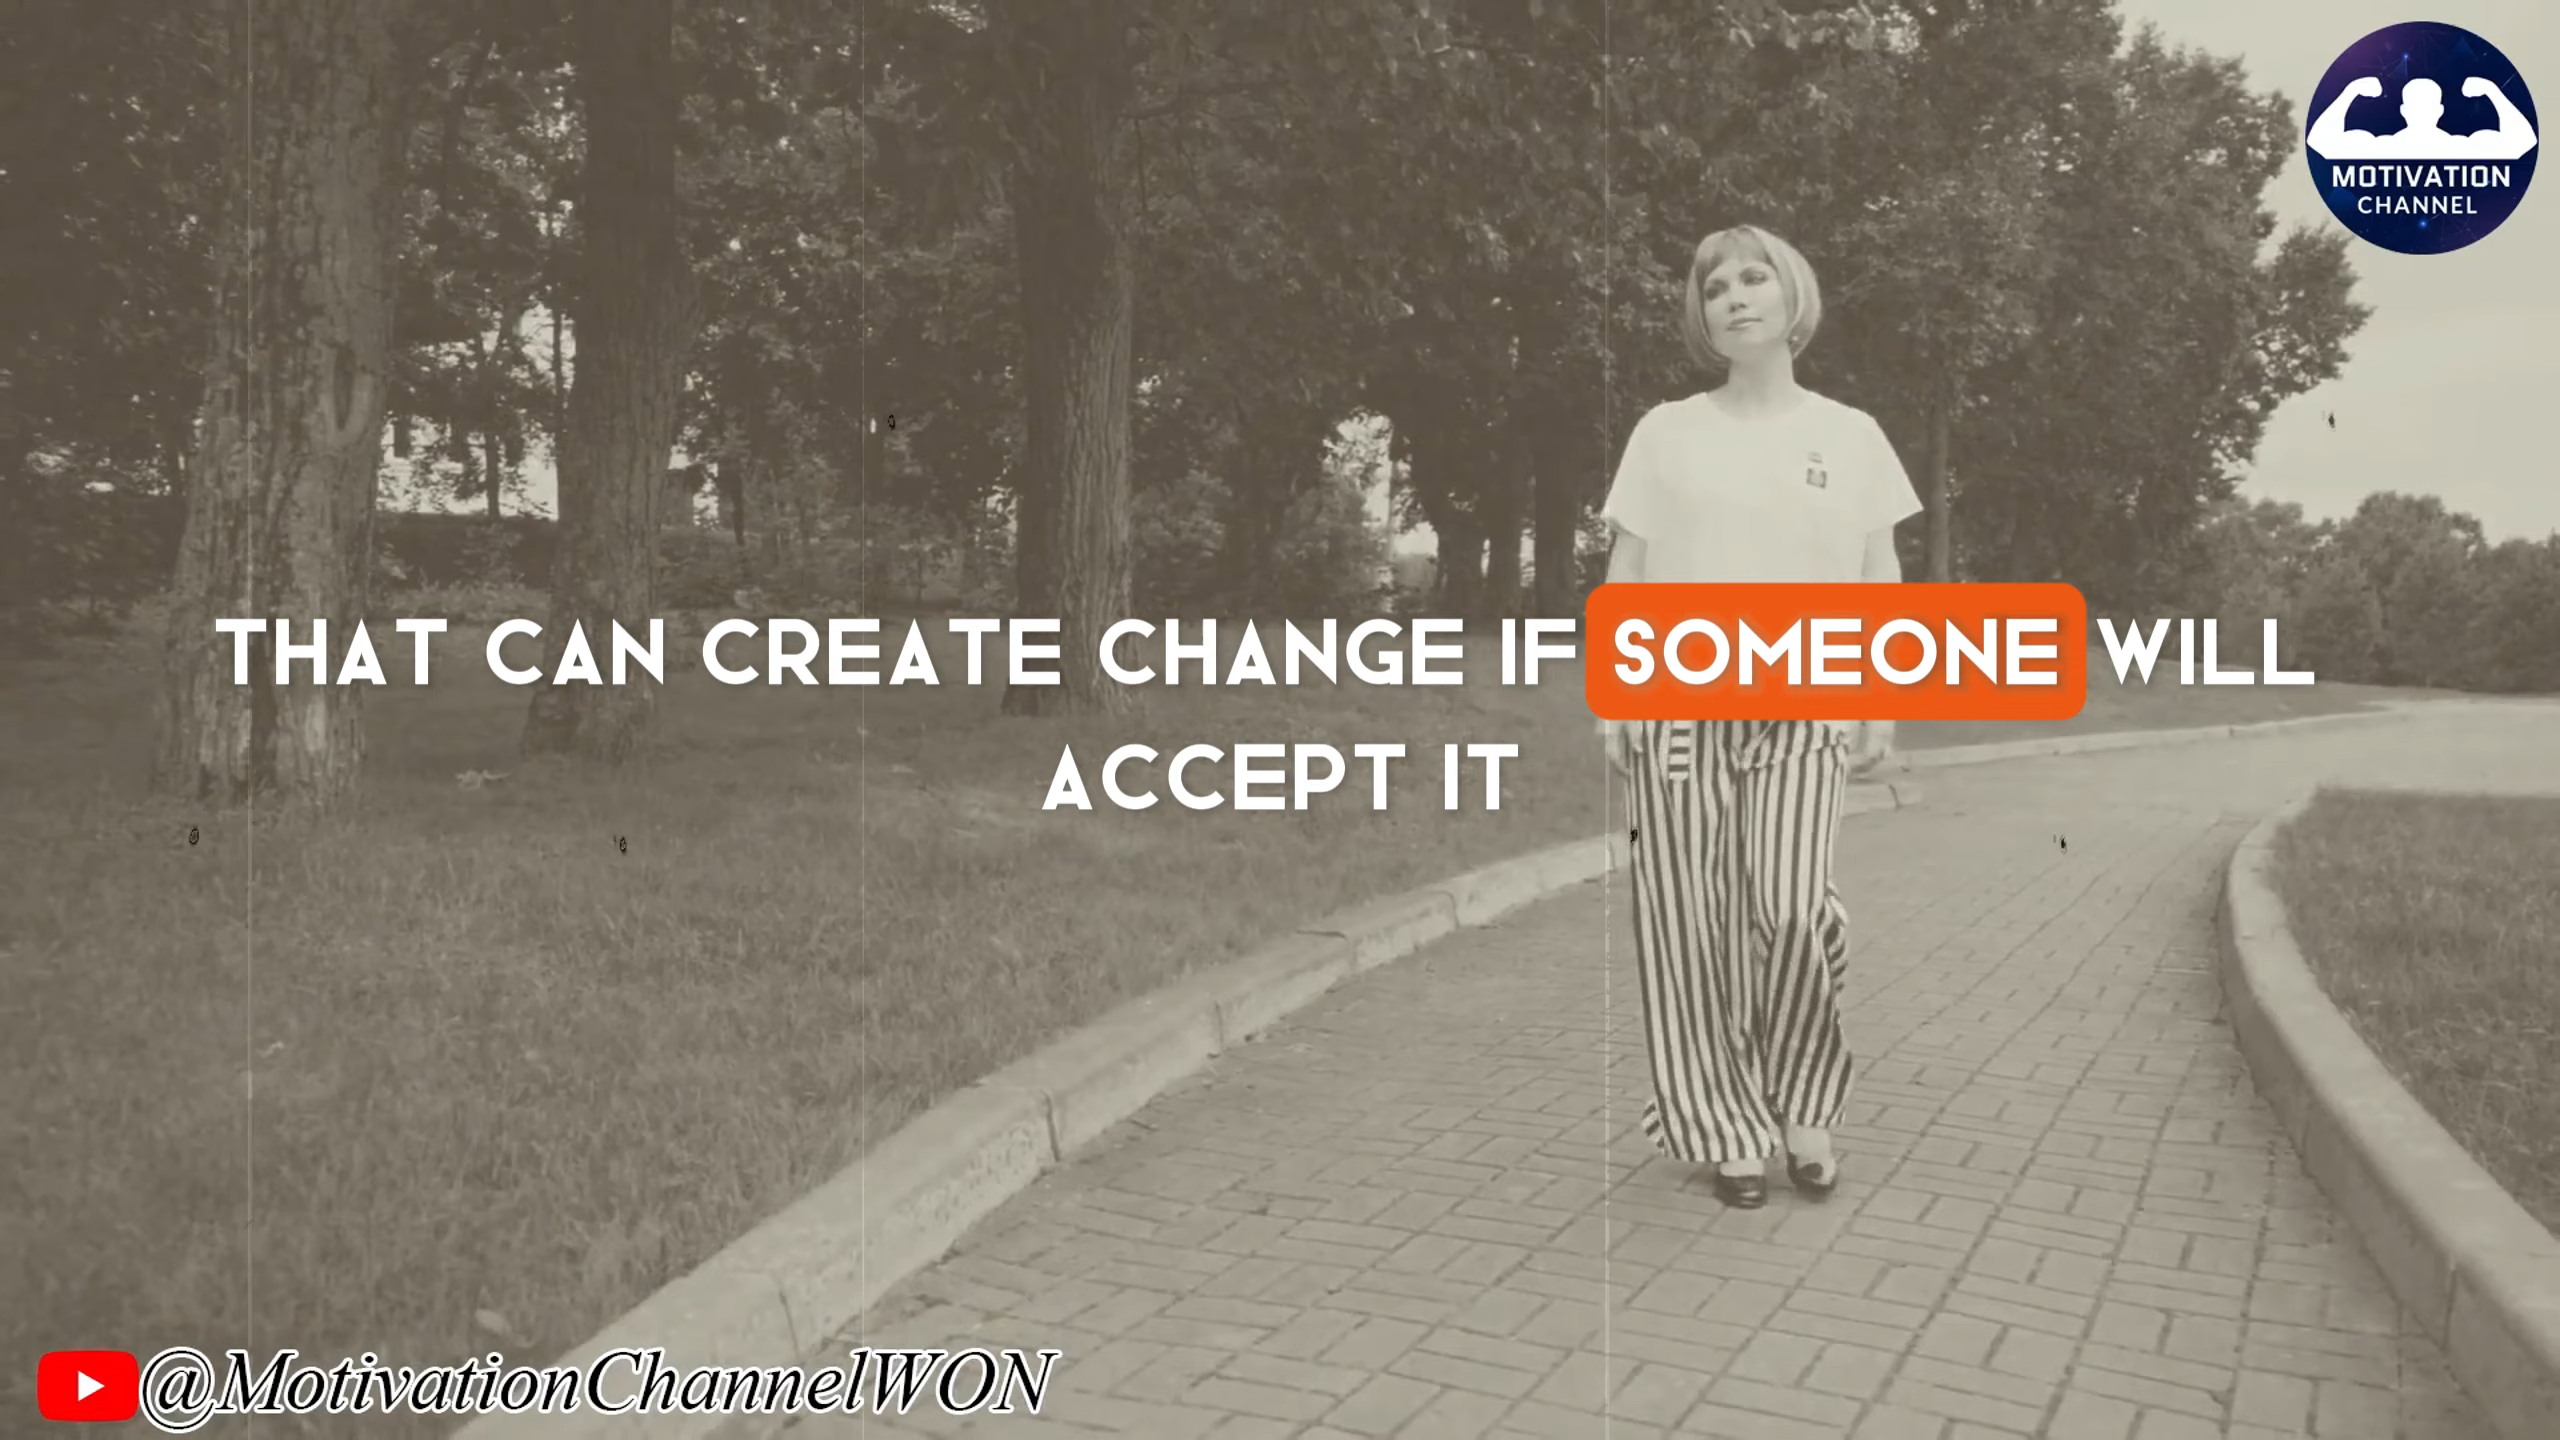 MOTIVATION
CHANNEL
THAT CAN CREATE CHANGE IF SOMEONE WILL
ACCEPT IT
@MotivationChannelWON